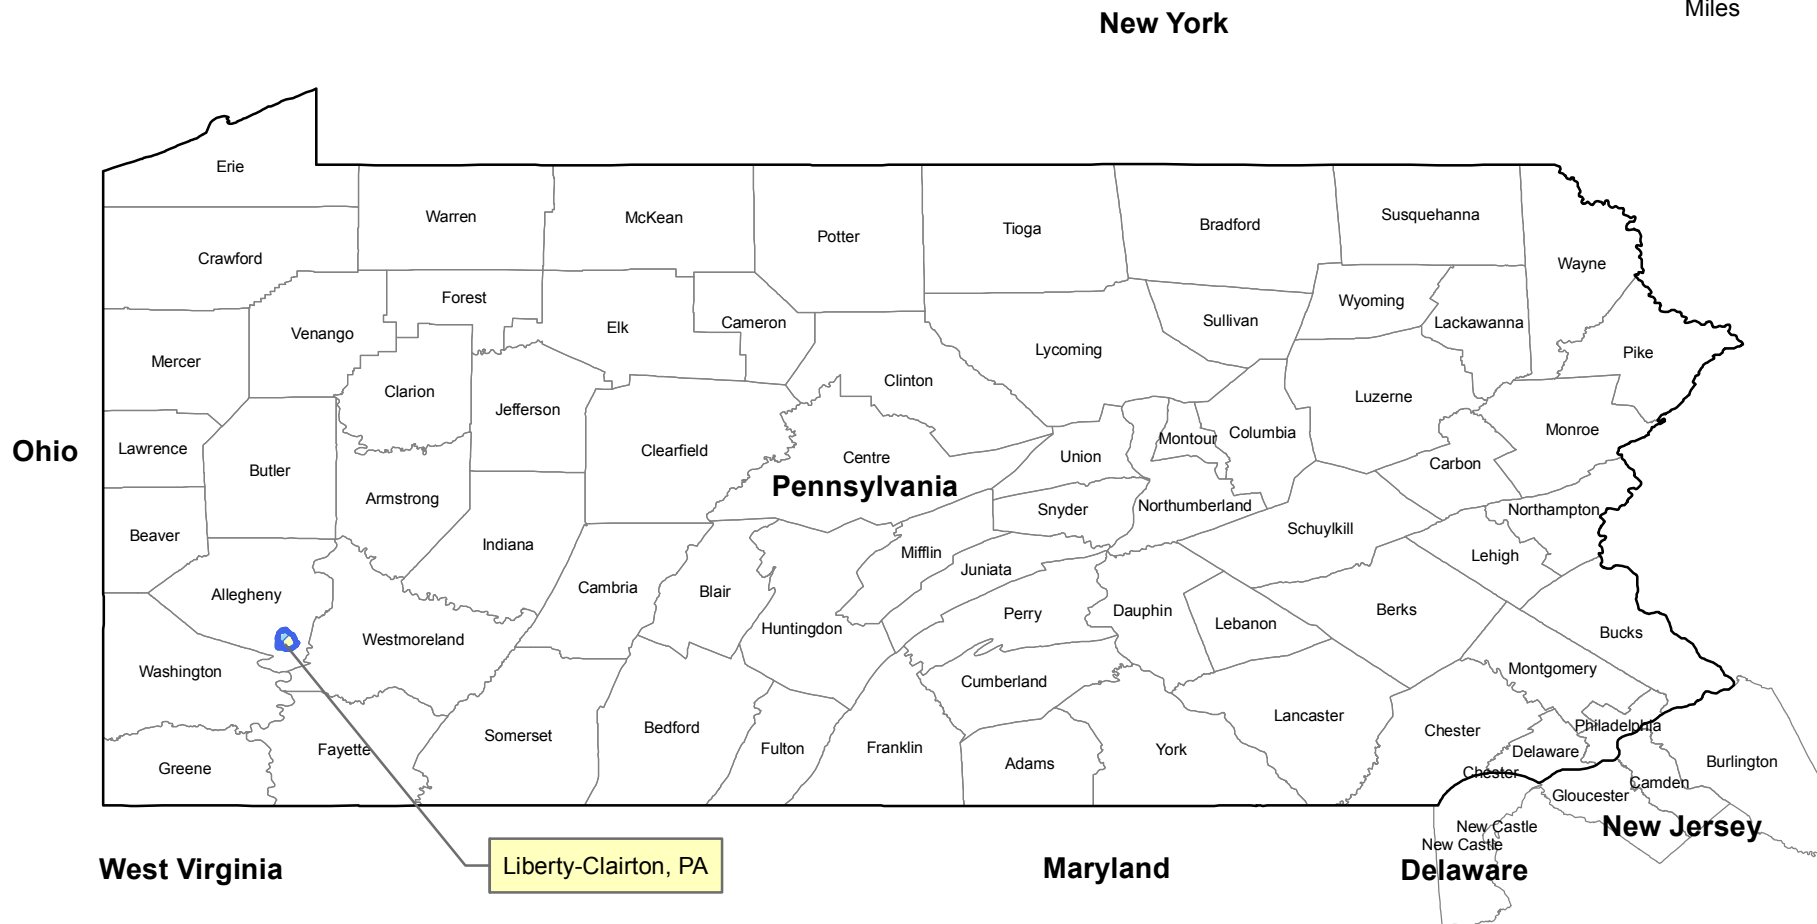 Miles
New York
Erie
Warren
McKean
Potter
Tioga
Bradford
Susquehanna
Crawford
Wayne
Forest
Cameron
Elk
Venango
Sullivan
Wyoming
Lackawanna
Mercer
Lycoming
Pike
Clarion
Clinton
Jefferson
Luzerne
Ohio
Lawrence
Butler
Clearfield
Centre
Union
Montour
Columbia
Monroe
Carbon
Pennsylvania
Armstrong
Snyder
Northumberland
Northampton
Beaver
Indiana
Mifflin
Schuylkill
Lehigh
Juniata
Allegheny
Cambria
Blair
Perry
Dauphin
Berks
Huntingdon
Lebanon
Westmoreland
Bucks
Washington
Cumberland
Montgomery
Somerset
Bedford
Lancaster
Chester
Philadelphia
Greene
Fayette
Fulton
Franklin
Adams
York
Delaware
Burlington
Chester
Camden
Gloucester
New Castle
New Jersey
New Castle
West Virginia
Liberty-Clairton, PA
Maryland
Delaware